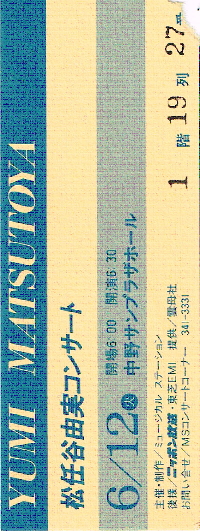 YUMI MATSUTOYA
松任谷由実コンサート
6/12㊋ 開場6:00 開演6:30
中野サンプラザホール
主催・制作/ミュージカル ステーション
後援/ニッポン放送・東芝EMI 提供/雲母社
お問い合せ/MSコンサートコーナー 341-3331
1 階 19 列 27